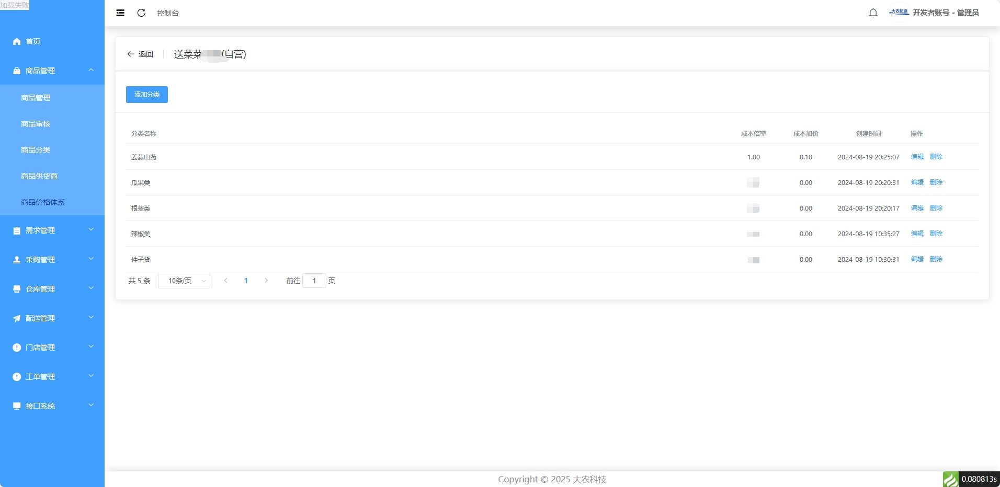 加载失败
控制台
大农配送
开发者账号 - 管理员
首页
商品管理
商品管理
商品审核
商品分类
商品供货商
商品价格体系
需求管理
采购管理
仓库管理
配送管理
门店管理
工单管理
接口系统
返回
送菜菜 (自营)
添加分类
分类名称 成本倍率 成本加价 创建时间 操作
姜蒜山药 1.00 0.10 2024-08-19 20:25:07 编辑 删除
瓜果类 0.00 2024-08-19 20:20:31 编辑 删除
根茎类 0.00 2024-08-19 20:20:17 编辑 删除
辣椒类 0.00 2024-08-19 10:35:27 编辑 删除
件子货 0.00 2024-08-19 10:30:31 编辑 删除
共 5 条 10条/页 1 前往 1 页
Copyright © 2025 大农科技
0.080813s